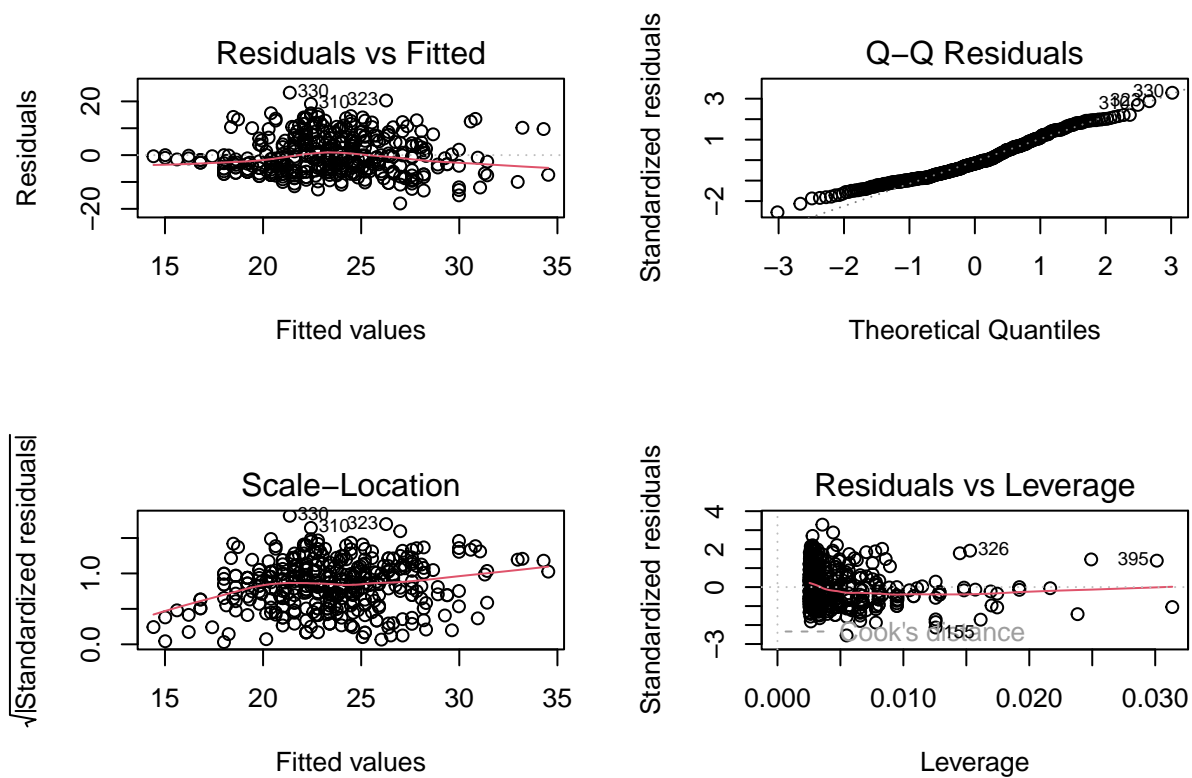 Residuals vs Fitted
Residuals
20
0
−20
330
310
323
15 20 25 30 35
Fitted values
Q−Q Residuals
Standardized residuals
3
1
−2
323
330
−3 −2 −1 0 1 2 3
Theoretical Quantiles
Scale−Location
√|Standardized residuals|
1.0
0.0
330
310
323
15 20 25 30 35
Fitted values
Residuals vs Leverage
Standardized residuals
4
2
0
−3
326
395
155
Cook's distance
0.000 0.010 0.020 0.030
Leverage